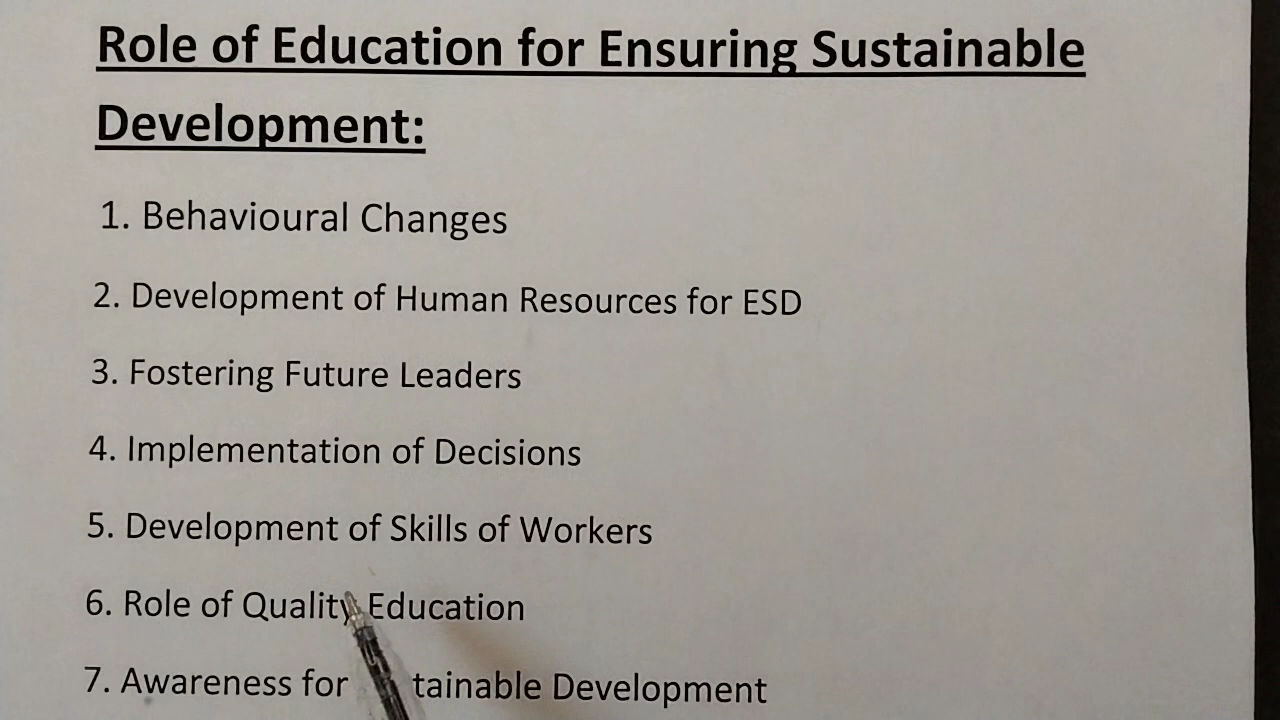 Role of Education for Ensuring Sustainable
Development:
1. Behavioural Changes
2. Development of Human Resources for ESD
3. Fostering Future Leaders
4. Implementation of Decisions
5. Development of Skills of Workers
6. Role of Quality Education
7. Awareness for tainable Development